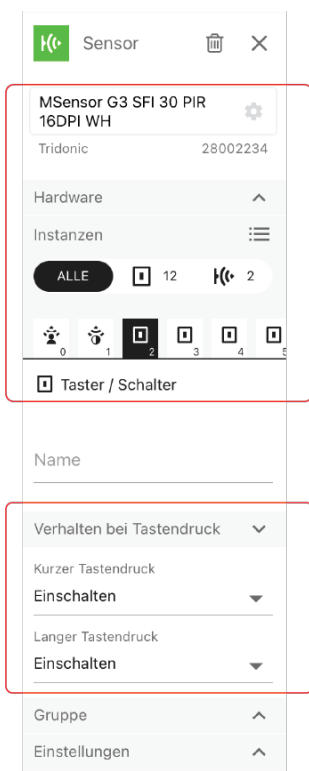 Sensor
MSensor G3 SFI 30 PIR
16DPI WH
Tridonic 28002234
Hardware
Instanzen
ALLE 12 2
0 1 2 3 4 5
Taster / Schalter
Name
Verhalten bei Tastendruck
Kurzer Tastendruck
Einschalten
Langer Tastendruck
Einschalten
Gruppe
Einstellungen